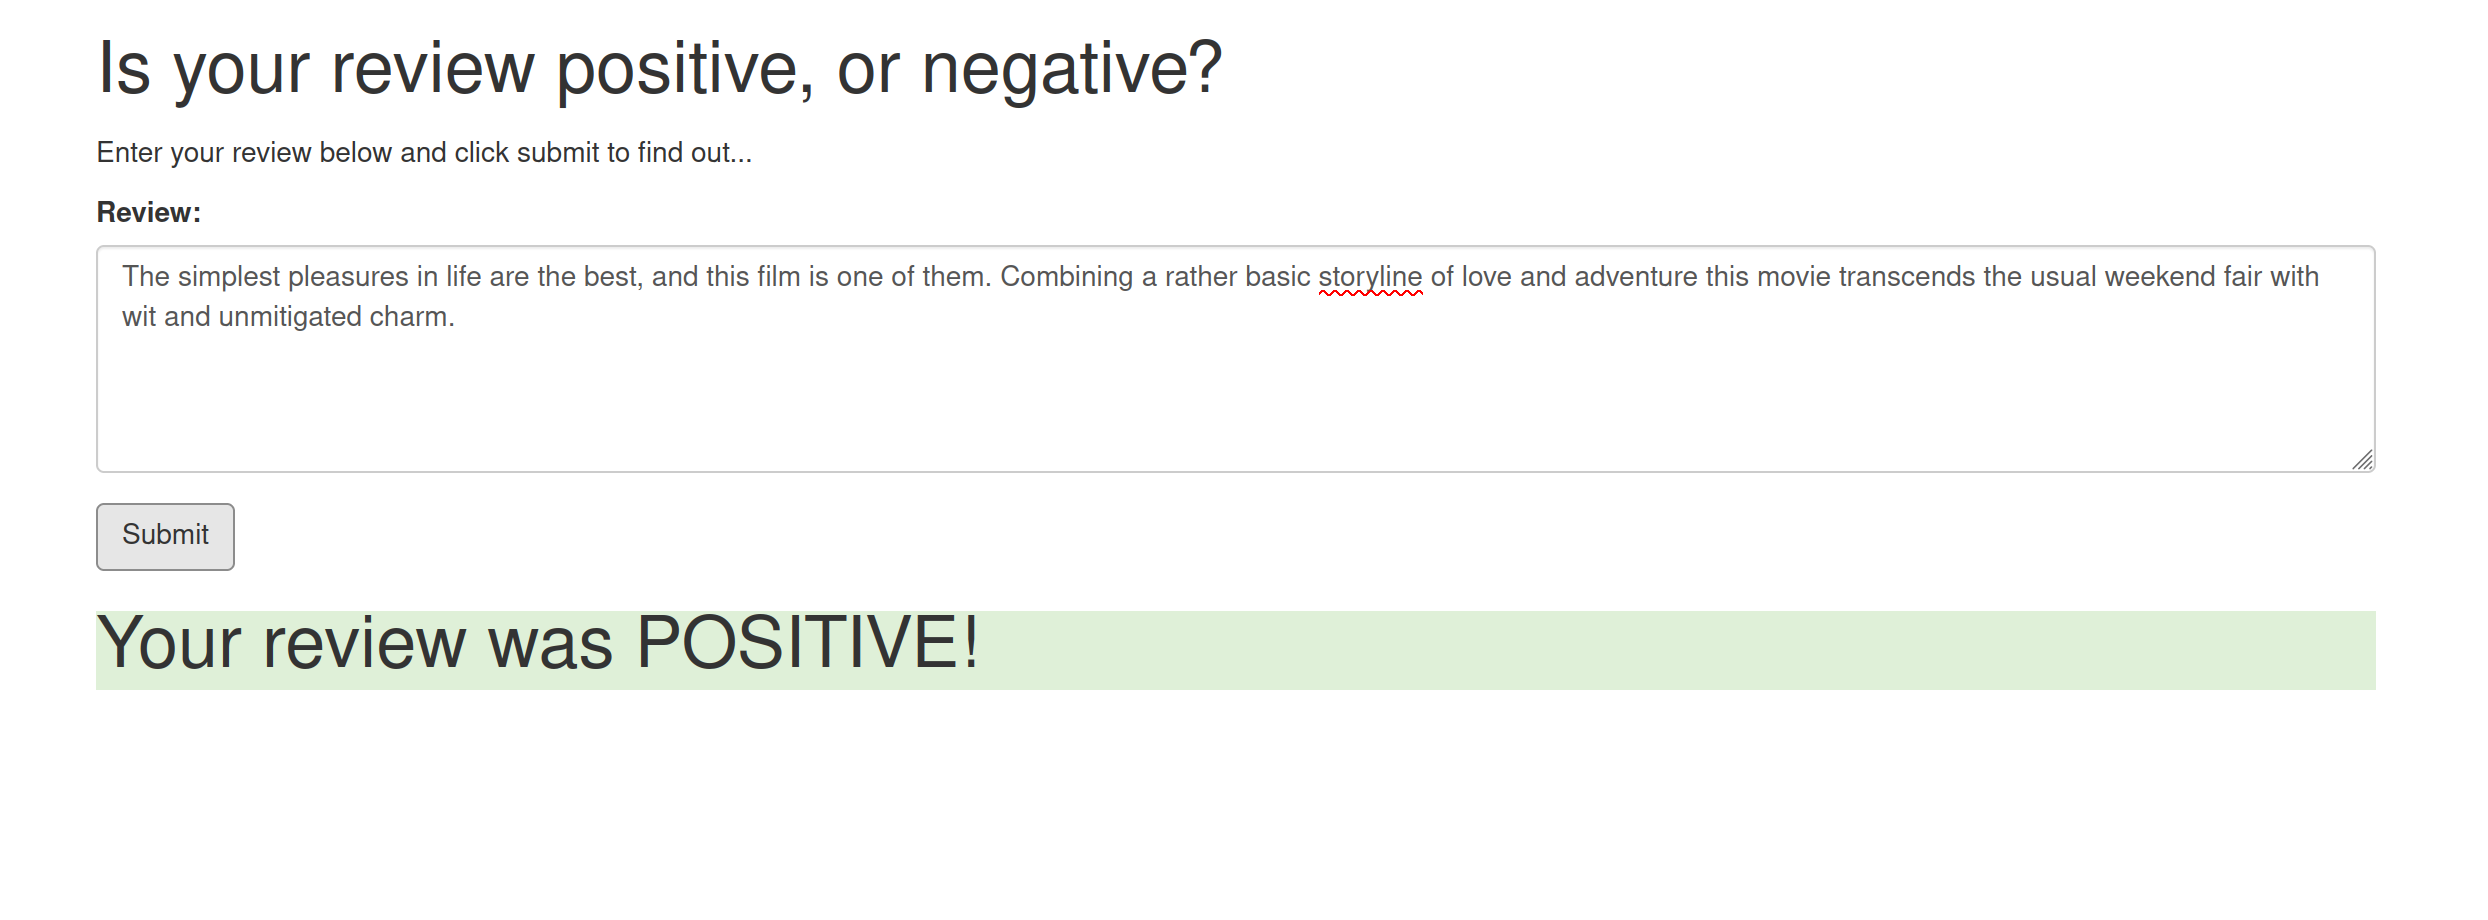 Is your review positive, or negative?
Enter your review below and click submit to find out...
Review:
The simplest pleasures in life are the best, and this film is one of them. Combining a rather basic storyline of love and adventure this movie transcends the usual weekend fair with
wit and unmitigated charm.
Submit
Your review was POSITIVE!